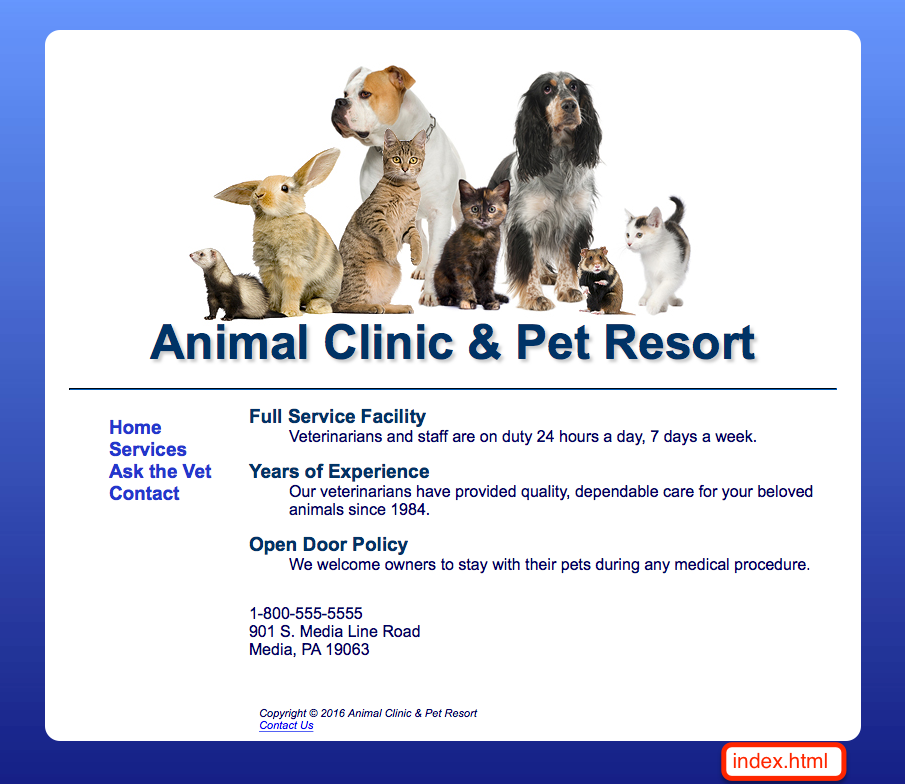 Animal Clinic & Pet Resort
Home
Services
Ask the Vet
Contact
Full Service Facility
Veterinarians and staff are on duty 24 hours a day, 7 days a week.
Years of Experience
Our veterinarians have provided quality, dependable care for your beloved
animals since 1984.
Open Door Policy
We welcome owners to stay with their pets during any medical procedure.
1-800-555-5555
901 S. Media Line Road
Media, PA 19063
Copyright © 2016 Animal Clinic & Pet Resort
Contact Us
index.html